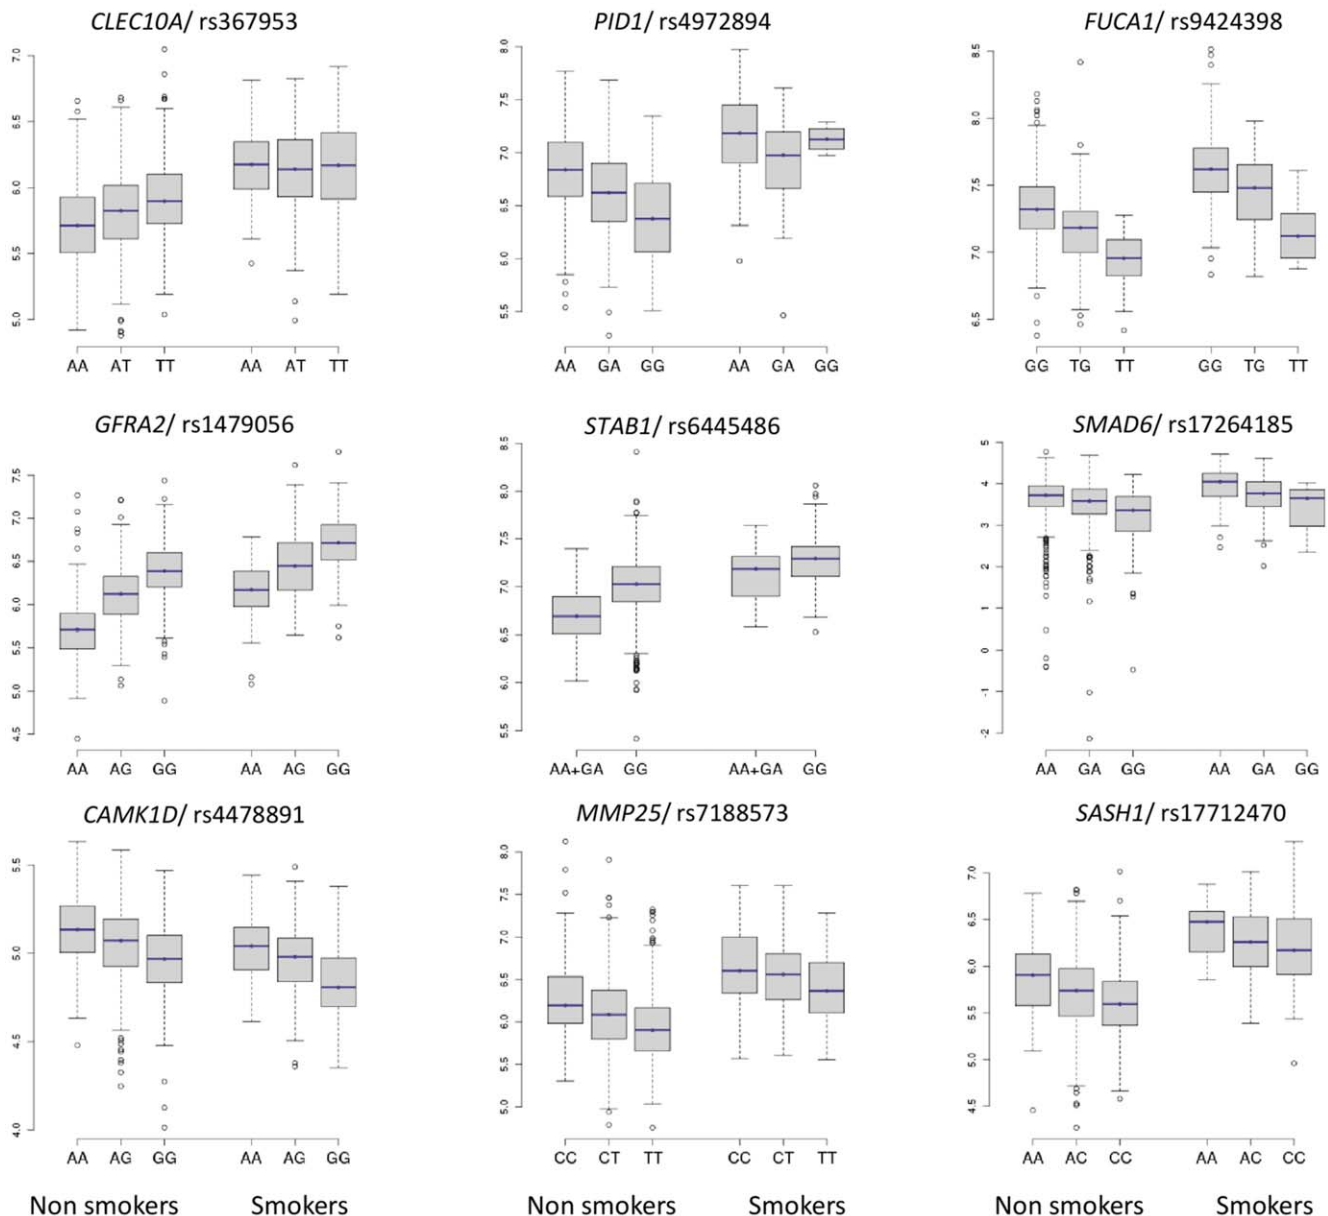 CLEC10A/ rs367953
PID1/ rs4972894
FUCA1/ rs9424398
7.0
6.5
6.0
5.5
5.0
AA AT TT AA AT TT
8.0
7.5
7.0
6.5
6.0
5.5
AA GA GG AA GA GG
8.5
8.0
7.5
7.0
6.5
GG TG TT GG TG TT
GFRA2/ rs1479056
STAB1/ rs6445486
SMAD6/ rs17264185
7.5
7.0
6.5
6.0
5.5
5.0
4.5
AA AG GG AA AG GG
8.5
8.0
7.5
7.0
6.5
6.0
5.5
AA+GA GG AA+GA GG
5
4
3
2
1
0
-1
-2
AA GA GG AA GA GG
CAMK1D/ rs4478891
MMP25/ rs7188573
SASH1/ rs17712470
5.5
5.0
4.5
4.0
AA AG GG AA AG GG
8.0
7.5
7.0
6.5
6.0
5.5
5.0
CC CT TT CC CT TT
7.0
6.5
6.0
5.5
5.0
4.5
AA AC CC AA AC CC
Non smokers Smokers
Non smokers Smokers
Non smokers Smokers